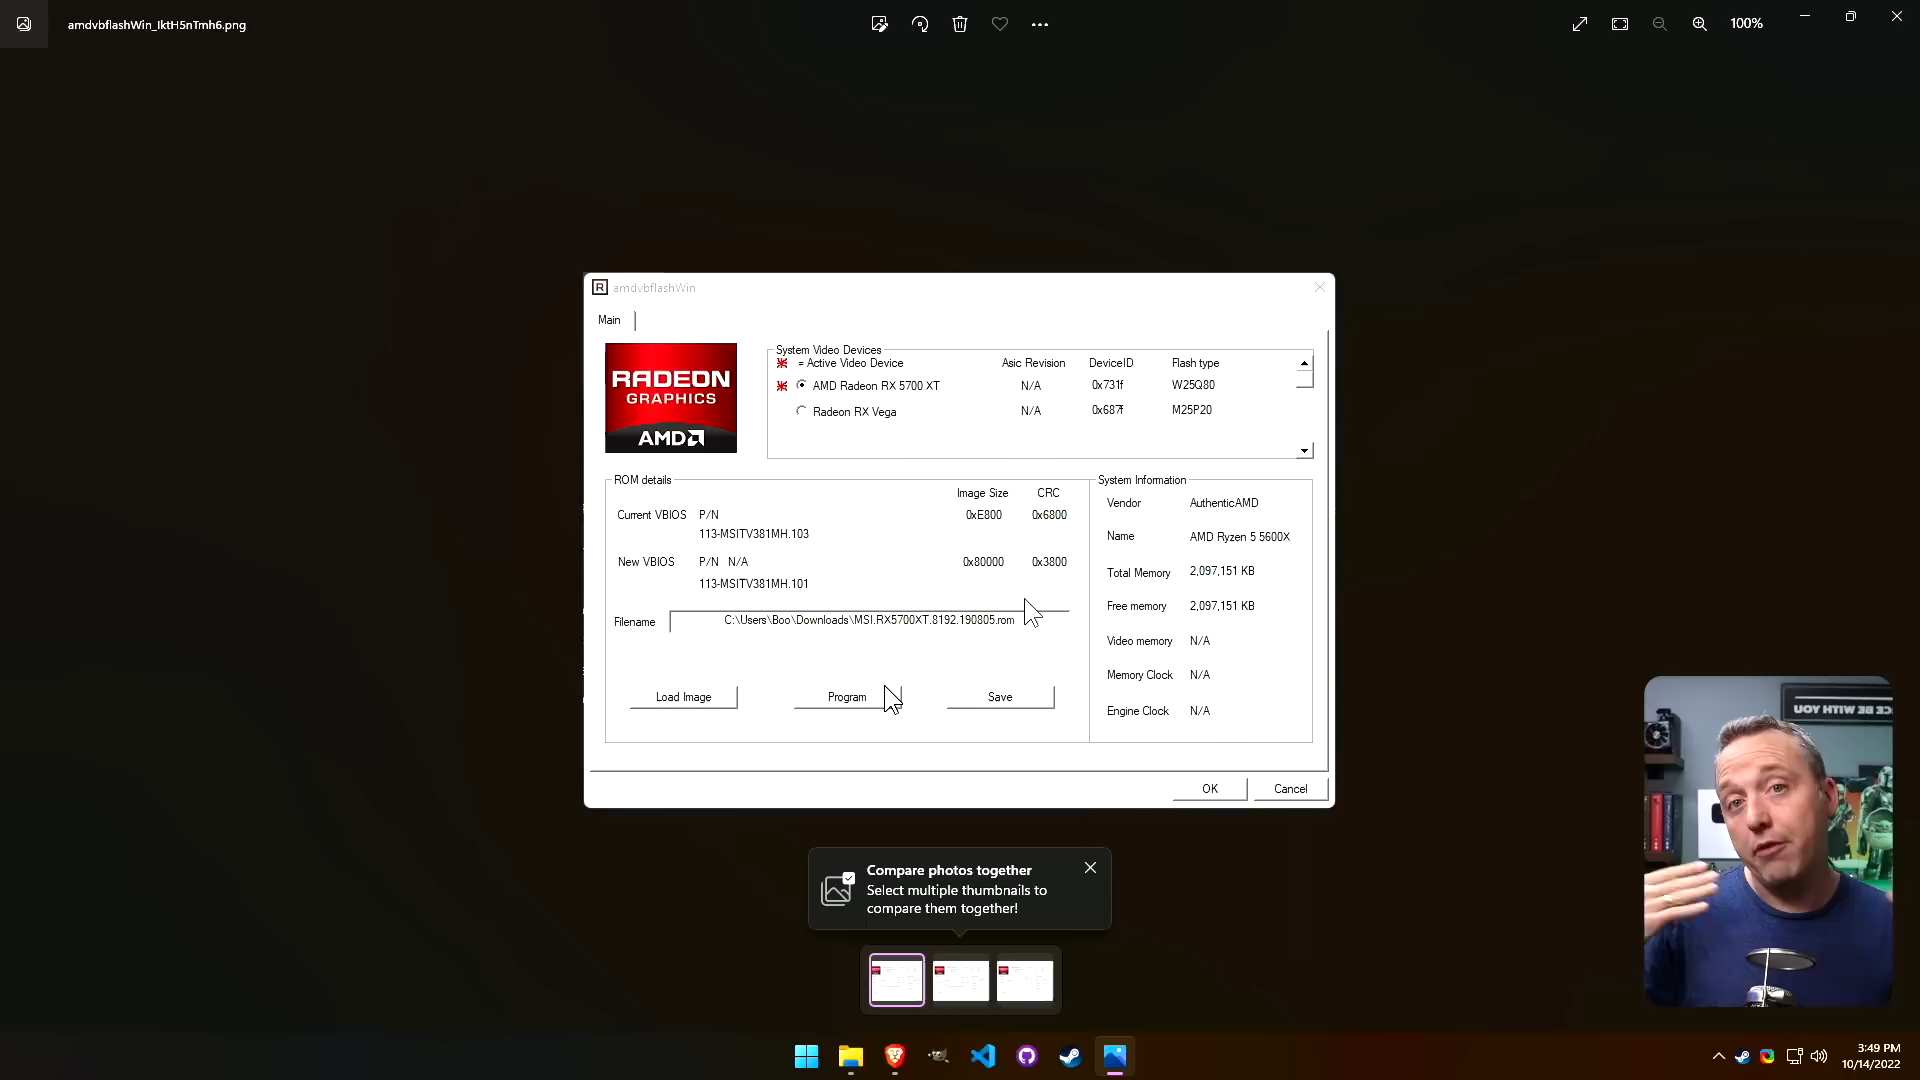 amdvbflashWin_IktH5nTmh6.png
100%
amdvbflashWin
Main
RADEON
GRAPHICS
AMD
System Video Devices
= Active Video Device Asic Revision DeviceID Flash type
AMD Radeon RX 5700 XT N/A 0x731f W25Q80
Radeon RX Vega N/A 0x687f M25P20
ROM details
Image Size CRC
Current VBIOS P/N 0xE800 0x6800
113-MSITV381MH.103
New VBIOS P/N N/A 0x80000 0x3800
113-MSITV381MH.101
Filename C:\Users\Boo\Downloads\MSI.RX5700XT.8192.190805.rom
Load Image Program Save
System Information
Vendor AuthenticAMD
Name AMD Ryzen 5 5600X
Total Memory 2,097,151 KB
Free memory 2,097,151 KB
Video memory N/A
Memory Clock N/A
Engine Clock N/A
OK Cancel
Compare photos together
Select multiple thumbnails to
compare them together!
BE WITH YOU
3:49 PM
10/14/2022